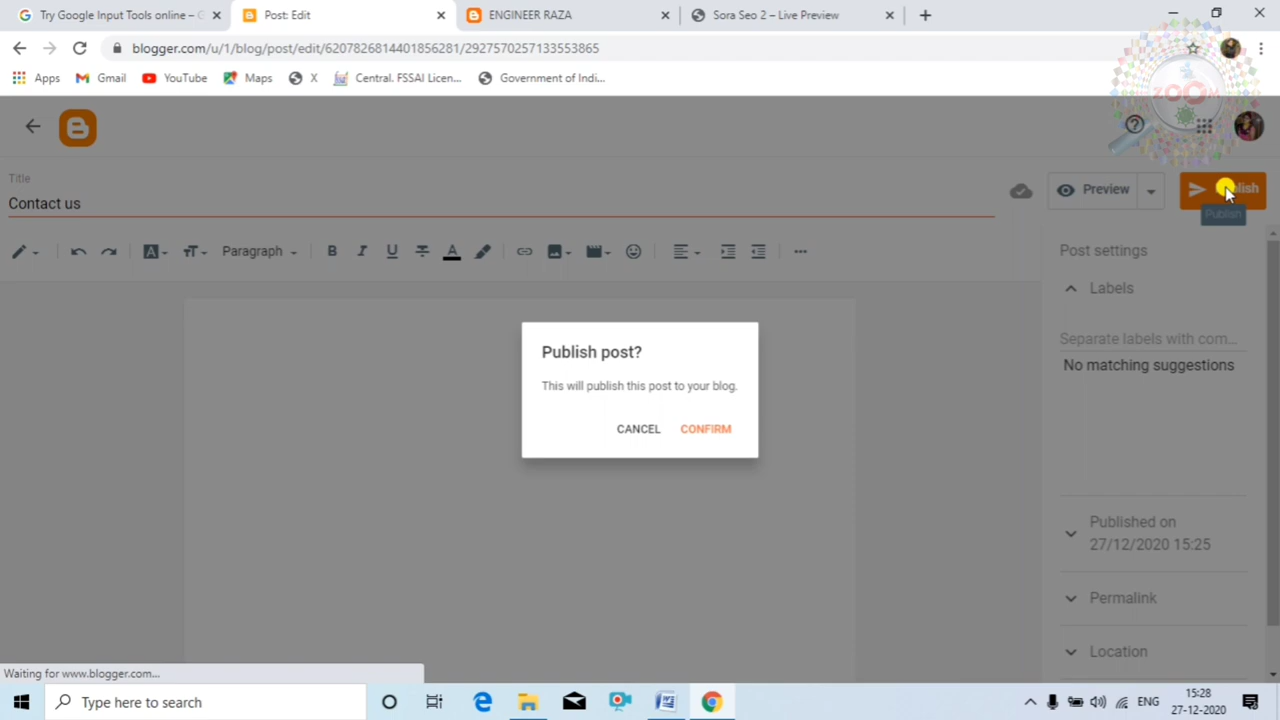 Try Google Input Tools online – G
Post: Edit
ENGINEER RAZA
Sora Seo 2 – Live Preview
blogger.com/u/1/blog/post/edit/6207826814401856281/2927570257133553865
Apps
Gmail
YouTube
Maps
X
Central. FSSAI Licen...
Government of Indi...
ZOOM
Title
Contact us
Preview
Publish
Paragraph
Post settings
Labels
Separate labels with com...
No matching suggestions
Publish post?
This will publish this post to your blog.
CANCEL
CONFIRM
Published on
27/12/2020 15:25
Permalink
Location
Waiting for www.blogger.com...
Type here to search
ENG
15:28
27-12-2020